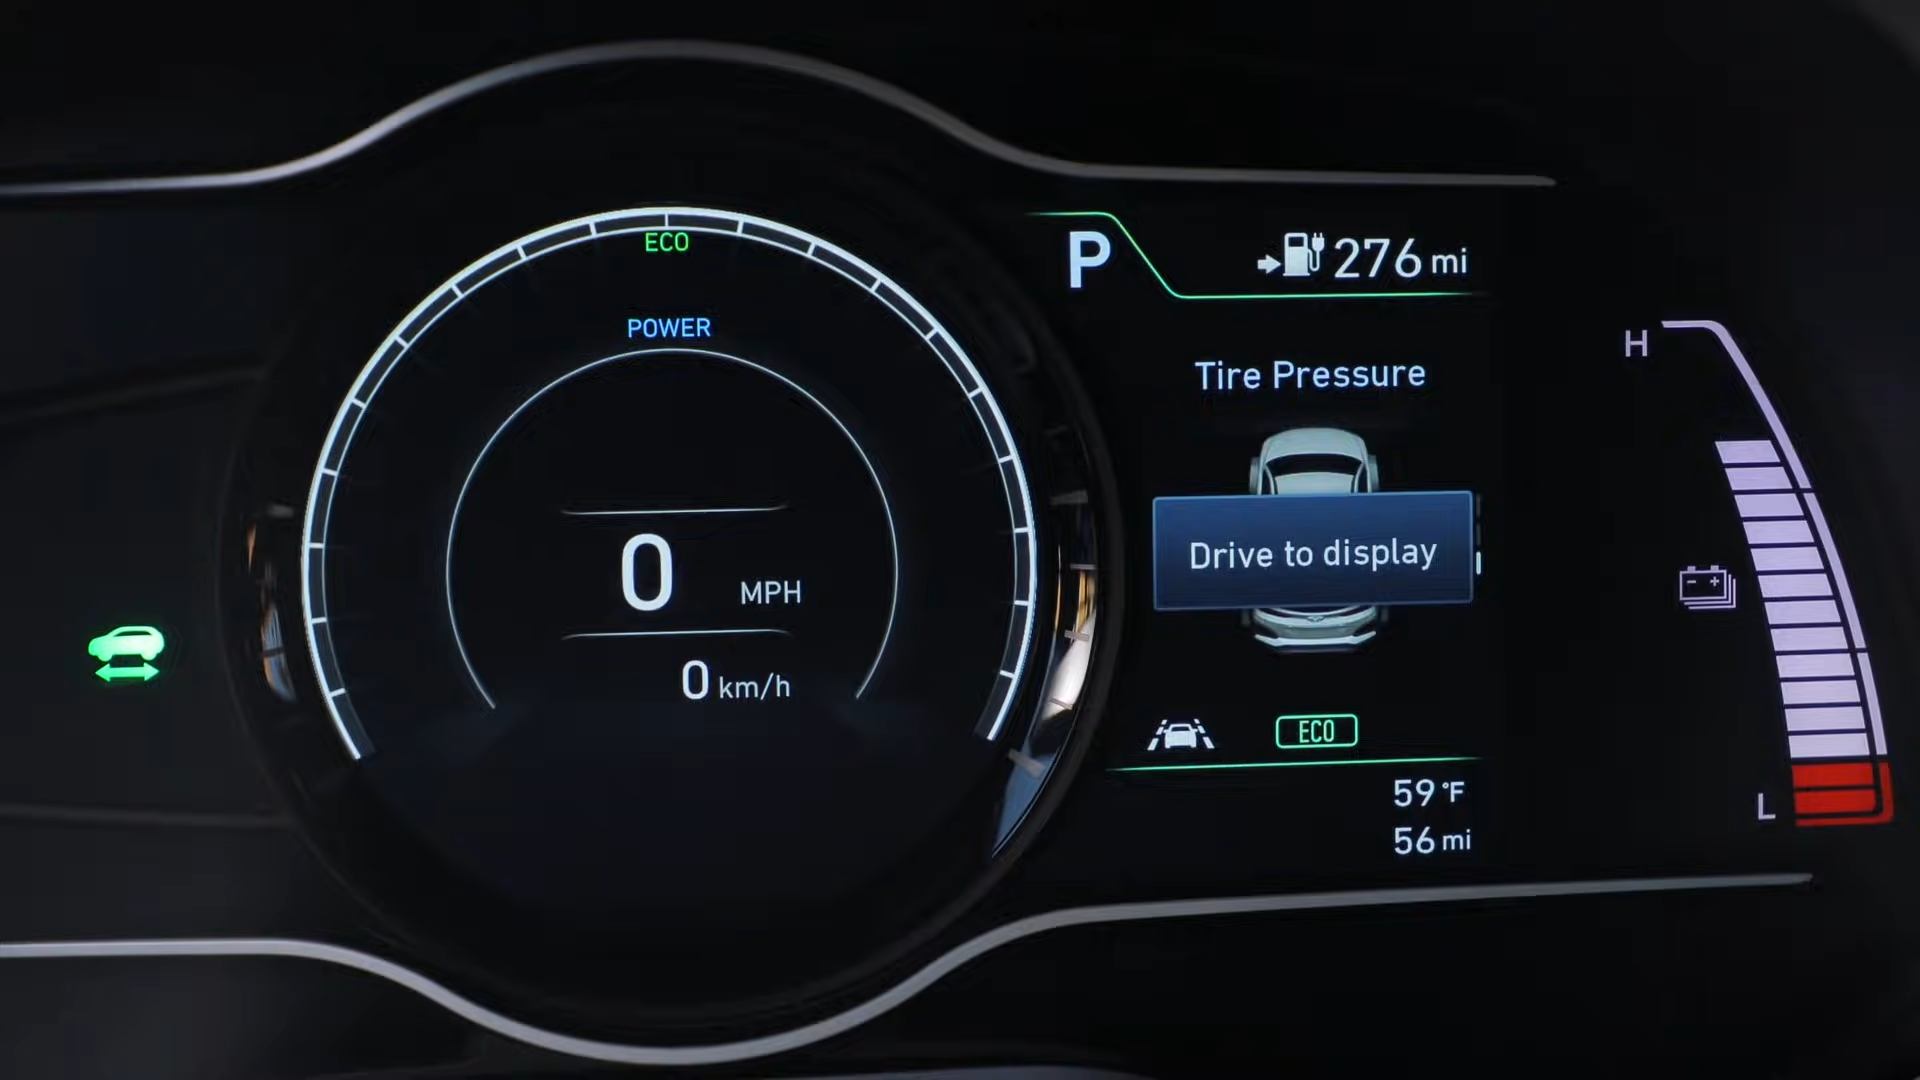 ECO
POWER
0 MPH
0 km/h
P
276 mi
Tire Pressure
Drive to display
ECO
59 °F
56 mi
H
L